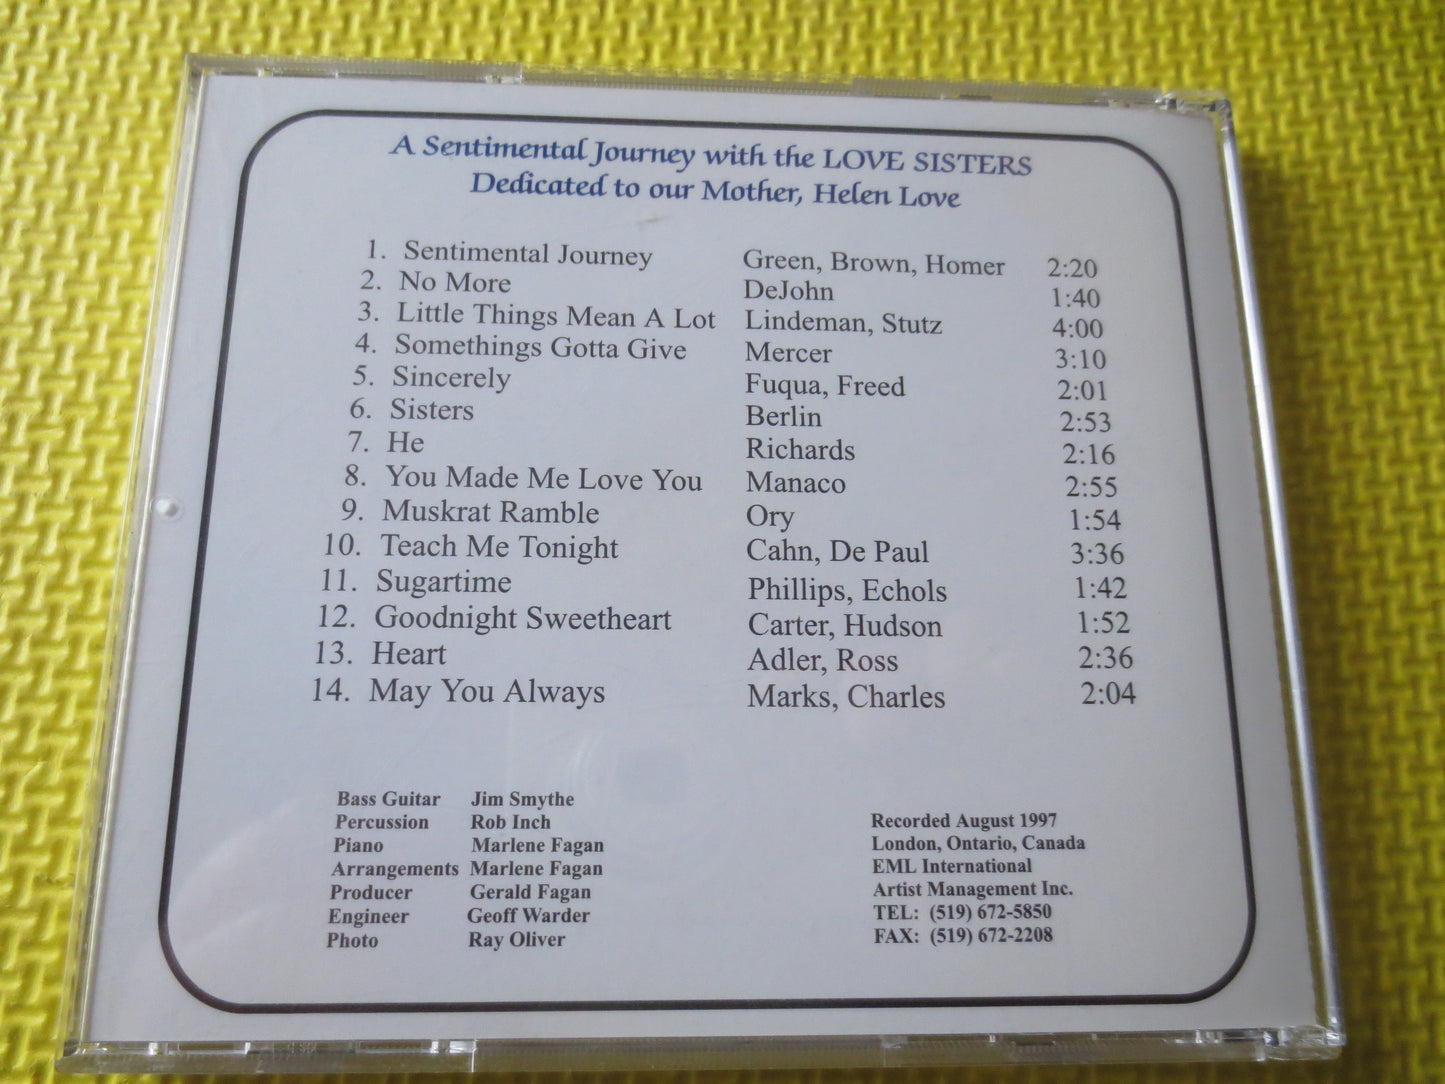 A Sentimental Journey with the LOVE SISTERS
Dedicated to our Mother, Helen Love
1. Sentimental Journey Green, Brown, Homer 2:20
2. No More DeJohn 1:40
3. Little Things Mean A Lot Lindeman, Stutz 4:00
4. Somethings Gotta Give Mercer 3:10
5. Sincerely Fuqua, Freed 2:01
6. Sisters Berlin 2:53
7. He Richards 2:16
8. You Made Me Love You Manaco 2:55
9. Muskrat Ramble Ory 1:54
10. Teach Me Tonight Cahn, De Paul 3:36
11. Sugartime Phillips, Echols 1:42
12. Goodnight Sweetheart Carter, Hudson 1:52
13. Heart Adler, Ross 2:36
14. May You Always Marks, Charles 2:04
Bass Guitar Jim Smythe
Percussion Rob Inch
Piano Marlene Fagan
Arrangements Marlene Fagan
Producer Gerald Fagan
Engineer Geoff Warder
Photo Ray Oliver
Recorded August 1997
London, Ontario, Canada
EML International
Artist Management Inc.
TEL: (519) 672-5850
FAX: (519) 672-2208